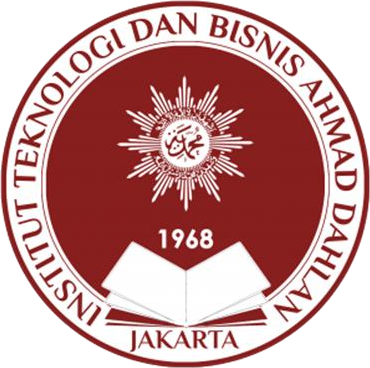 INSTITUT TEKNOLOGI DAN BISNIS AHMAD DAHLAN
1968
JAKARTA